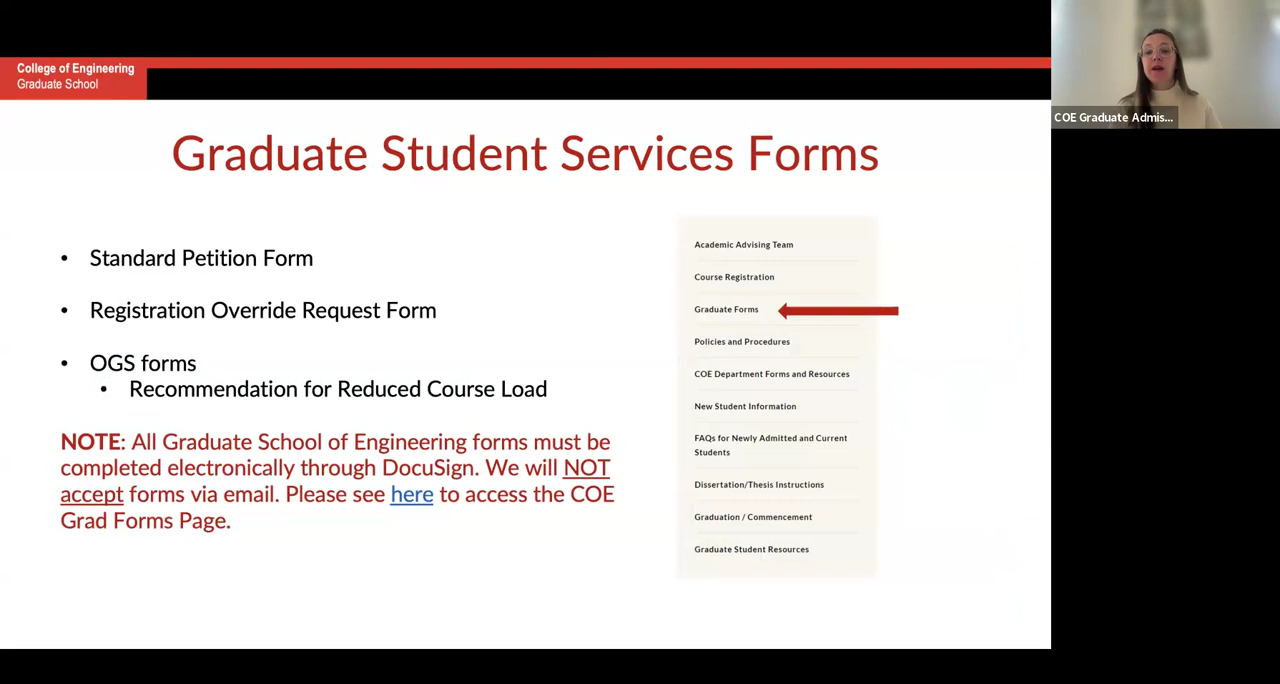 College of Engineering
Graduate School
COE Graduate Admis...
Graduate Student Services Forms
• Standard Petition Form
• Registration Override Request Form
• OGS forms
• Recommendation for Reduced Course Load
NOTE: All Graduate School of Engineering forms must be
completed electronically through DocuSign. We will NOT
accept forms via email. Please see here to access the COE
Grad Forms Page.
Academic Advising Team
Course Registration
Graduate Forms
Policies and Procedures
COE Department Forms and Resources
New Student Information
FAQs for Newly Admitted and Current
Students
Dissertation/Thesis Instructions
Graduation / Commencement
Graduate Student Resources